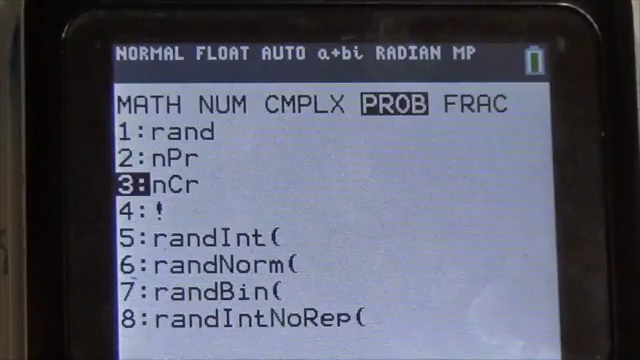 NORMAL FLOAT AUTO a+bi RADIAN MP
MATH NUM CMPLX PROB FRAC
1:rand
2:nPr
3:nCr
4:!
5:randInt(
6:randNorm(
7:randBin(
8:randIntNoRep(